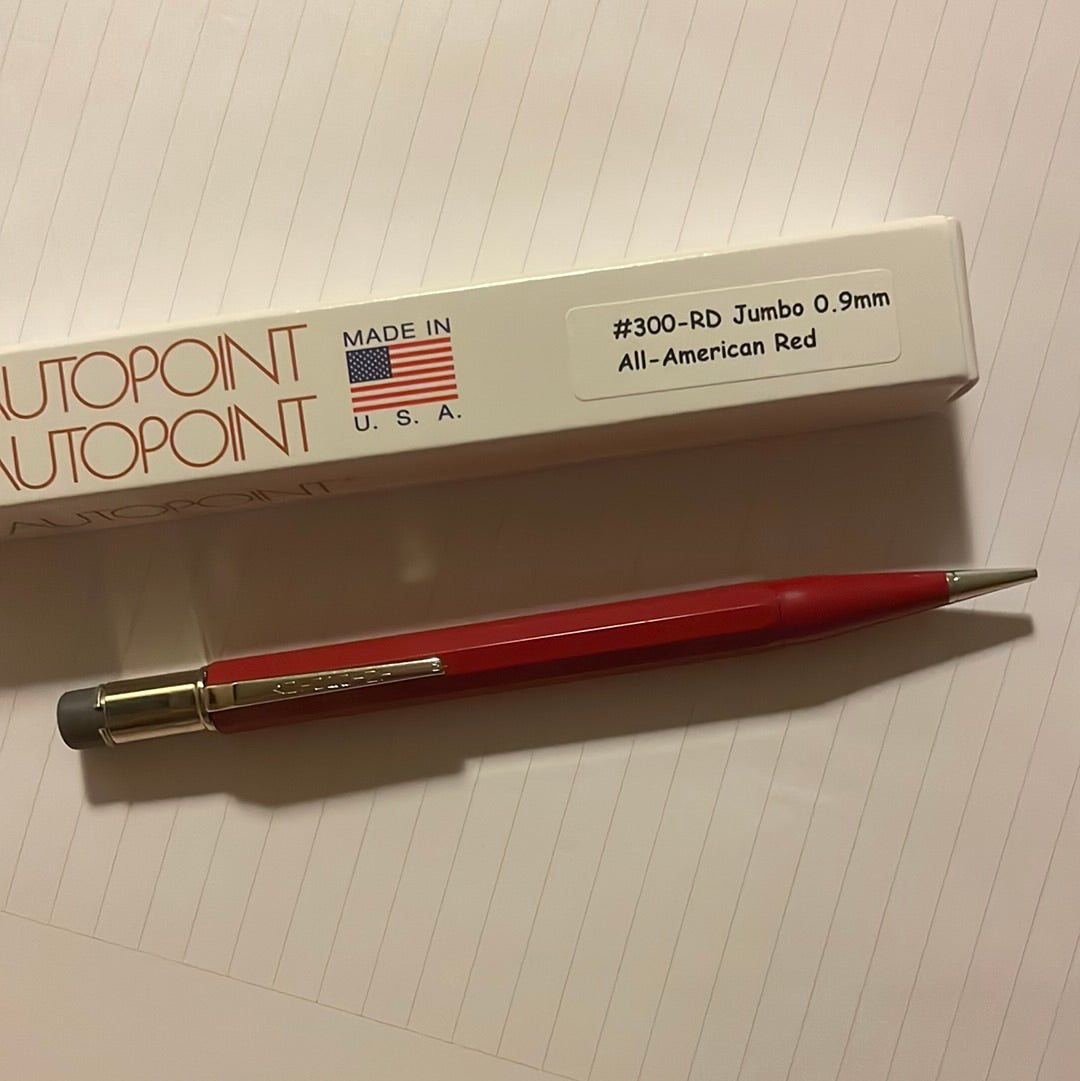 AUTOPOINT
AUTOPOINT
AUTOPOINT
MADE IN
U. S. A.
#300-RD Jumbo 0.9mm
All-American Red